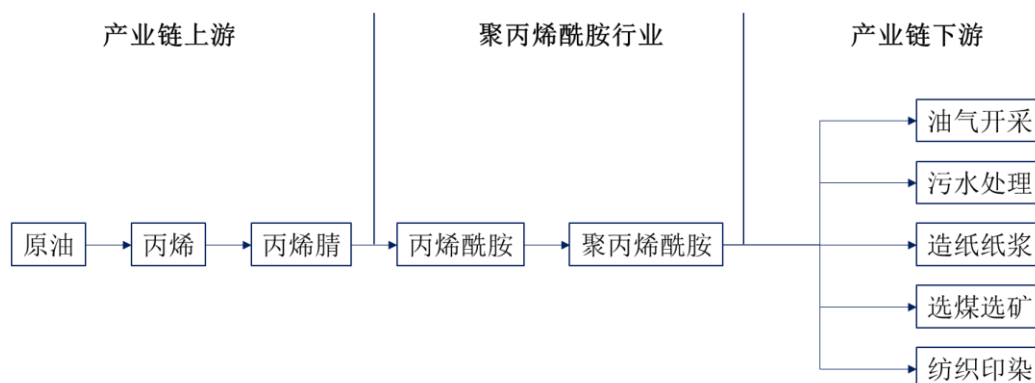 产业链上游
聚丙烯酰胺行业
产业链下游
原油
丙烯
丙烯腈
丙烯酰胺
聚丙烯酰胺
油气开采
污水处理
造纸纸浆
选煤选矿
纺织印染